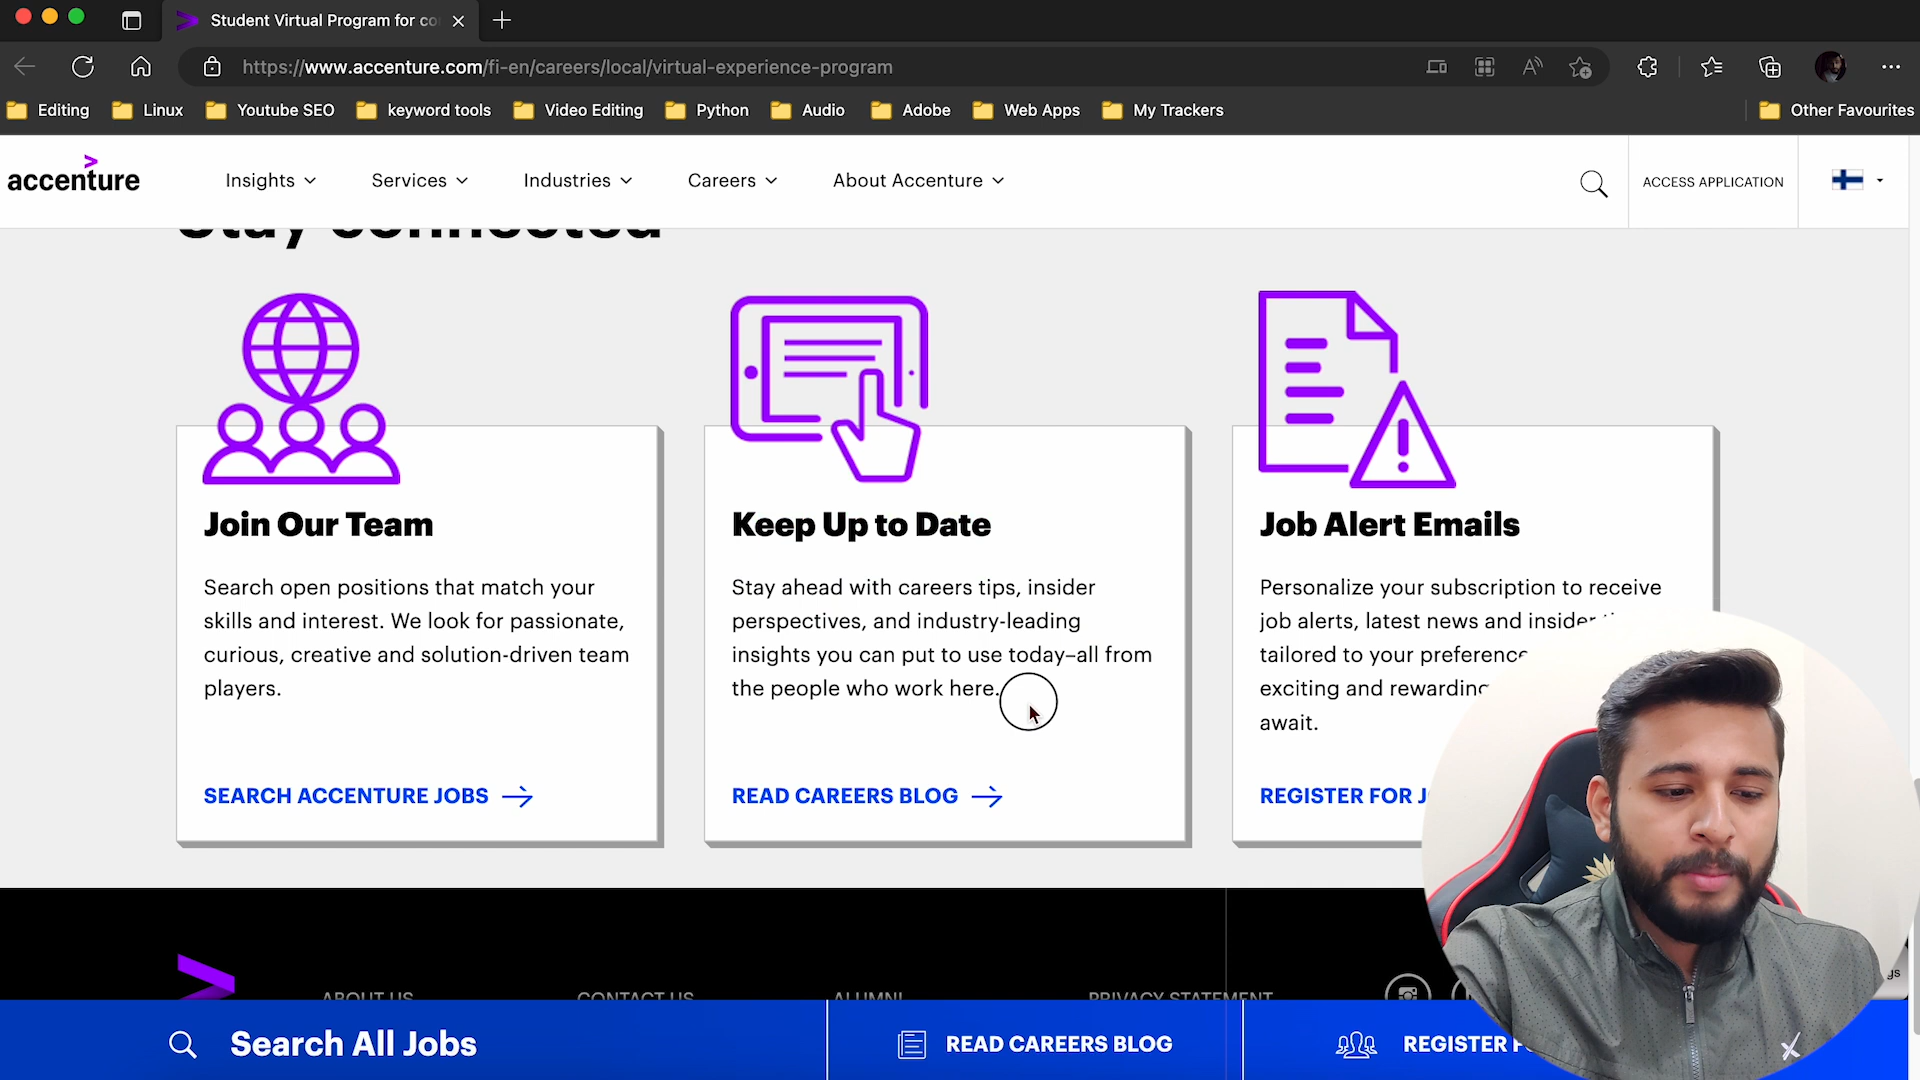 Student Virtual Program for co
https://www.accenture.com/fi-en/careers/local/virtual-experience-program
Editing
Linux
Youtube SEO
keyword tools
Video Editing
Python
Audio
Adobe
Web Apps
My Trackers
Other Favourites
accenture
Insights
Services
Industries
Careers
About Accenture
ACCESS APPLICATION
Stay connected
Join Our Team
Search open positions that match your
skills and interest. We look for passionate,
curious, creative and solution-driven team
players.
SEARCH ACCENTURE JOBS
Keep Up to Date
Stay ahead with careers tips, insider
perspectives, and industry-leading
insights you can put to use today–all from
the people who work here.
READ CAREERS BLOG
Job Alert Emails
Personalize your subscription to receive
job alerts, latest news and insider
tailored to your preference
exciting and rewarding
await.
REGISTER FOR J
ABOUT US
CONTACT US
ALUMNI
PRIVACY STATEMENT
Search All Jobs
READ CAREERS BLOG
REGISTER